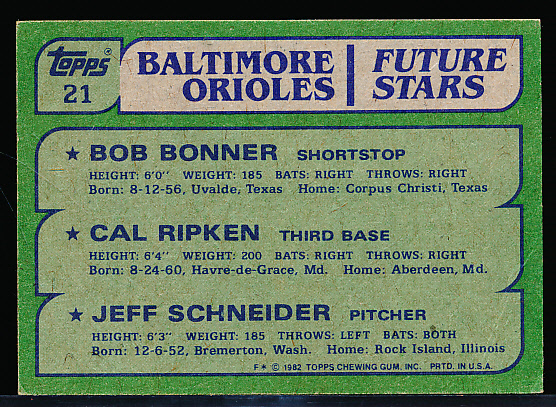 topps
21
BALTIMORE ORIOLES
FUTURE STARS
★ BOB BONNER SHORTSTOP
HEIGHT: 6'0" WEIGHT: 185 BATS: RIGHT THROWS: RIGHT
Born: 8-12-56, Uvalde, Texas Home: Corpus Christi, Texas
★ CAL RIPKEN THIRD BASE
HEIGHT: 6'4" WEIGHT: 200 BATS: RIGHT THROWS: RIGHT
Born: 8-24-60, Havre-de-Grace, Md. Home: Aberdeen, Md.
★ JEFF SCHNEIDER PITCHER
HEIGHT: 6'3" WEIGHT: 185 THROWS: LEFT BATS: BOTH
Born: 12-6-52, Bremerton, Wash. Home: Rock Island, Illinois
F* © 1982 TOPPS CHEWING GUM, INC. PRTD. IN U.S.A.